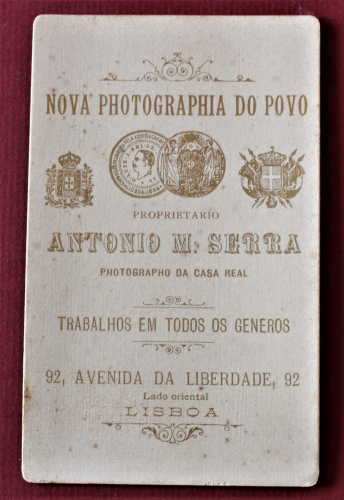 NOVA PHOTOGRAPHIA DO POVO
PROPRIETARIO
ANTONIO M. SERRA
PHOTOGRAPHO DA CASA REAL
TRABALHOS EM TODOS OS GENEROS
92, AVENIDA DA LIBERDADE, 92
Lado oriental
LISBOA